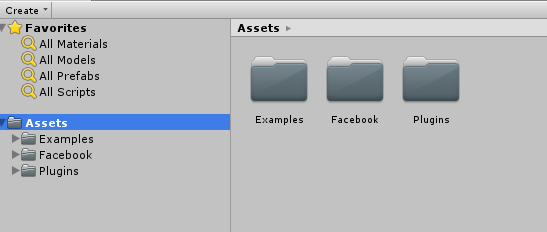 Create
Favorites
All Materials
All Models
All Prefabs
All Scripts
Assets
Examples
Facebook
Plugins
Assets
Examples Facebook Plugins